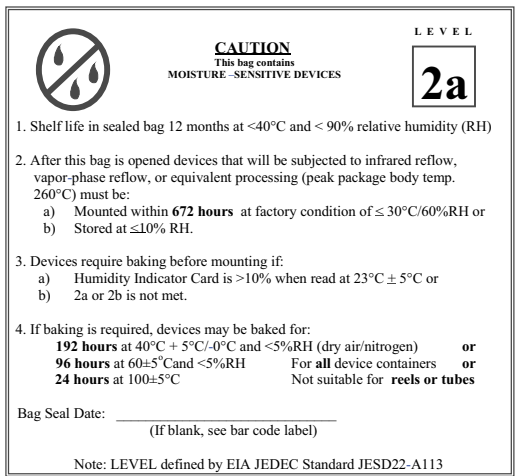 LEVEL
CAUTION
This bag contains
MOISTURE –SENSITIVE DEVICES
2a
1. Shelf life in sealed bag 12 months at <40°C and < 90% relative humidity (RH)
2. After this bag is opened devices that will be subjected to infrared reflow,
vapor-phase reflow, or equivalent processing (peak package body temp.
260°C) must be:
a) Mounted within 672 hours at factory condition of ≤ 30°C/60%RH or
b) Stored at ≤10% RH.
3. Devices require baking before mounting if:
a) Humidity Indicator Card is >10% when read at 23°C ± 5°C or
b) 2a or 2b is not met.
4. If baking is required, devices may be baked for:
192 hours at 40°C + 5°C/-0°C and <5%RH (dry air/nitrogen) or
96 hours at 60±5°Cand <5%RH For all device containers or
24 hours at 100±5°C Not suitable for reels or tubes
Bag Seal Date: ______________________________
(If blank, see bar code label)
Note: LEVEL defined by EIA JEDEC Standard JESD22-A113